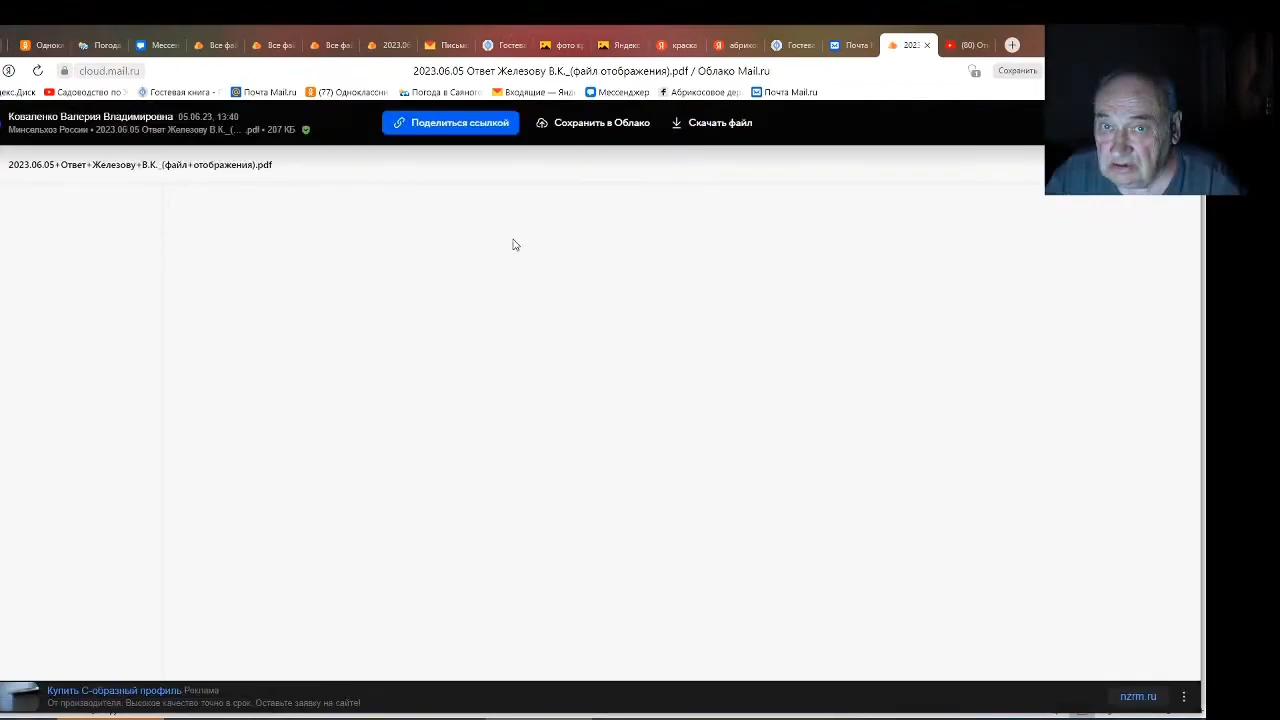 Однокл Погода Мессен Все фа Все фа Все фа 2023.06 Письмо Гостева фото кр Яндекс краска абрико Гостева Почта 2023 (80) От
cloud.mail.ru 2023.06.05 Ответ Железову В.К._(файл отображения).pdf / Облако Mail.ru Сохранить
екс.Диск Садоводство по Гостевая книга - Почта Mail.ru (77) Одноклассни Погода в Саяног Входящие — Янд Мессенджер Абрикосовое дер Почта Mail.ru
Коваленко Валерия Владимировна 05.06.23, 13:40
Минсельхоз России • 2023.06.05 Ответ Железову В.К._(... .pdf • 207 КБ
Поделиться ссылкой Сохранить в Облако Скачать файл
2023.06.05+Ответ+Железову+В.К._(файл+отображения).pdf
Купить С-образный профиль Реклама
От производителя. Высокое качество точно в срок. Оставьте заявку на сайте!
nzrm.ru